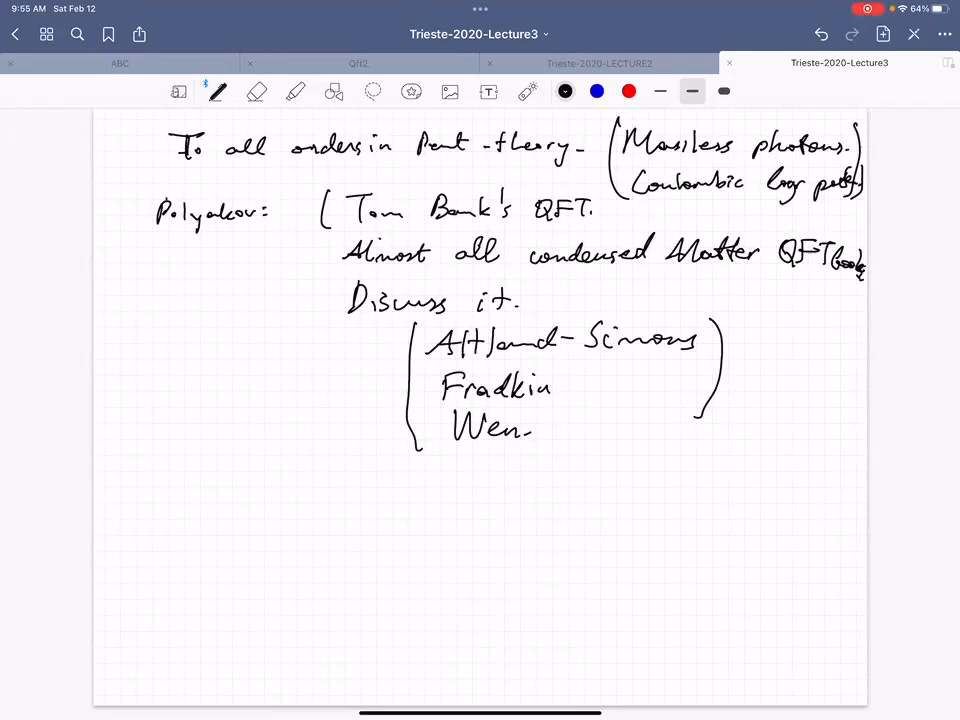 9:55 AM Sat Feb 12
64%
Trieste-2020-Lecture3
ABC
Qft2
Trieste-2020-LECTURE2
Trieste-2020-Lecture3
To all orders in Pert-theory- (Massless photons.
Coulombic log
Polyakov: ( Tom Bank's QFT.
Almost all condensed Matter QFT books
Discuss it.
(Altland-Simons
Fradkin
Wen.)